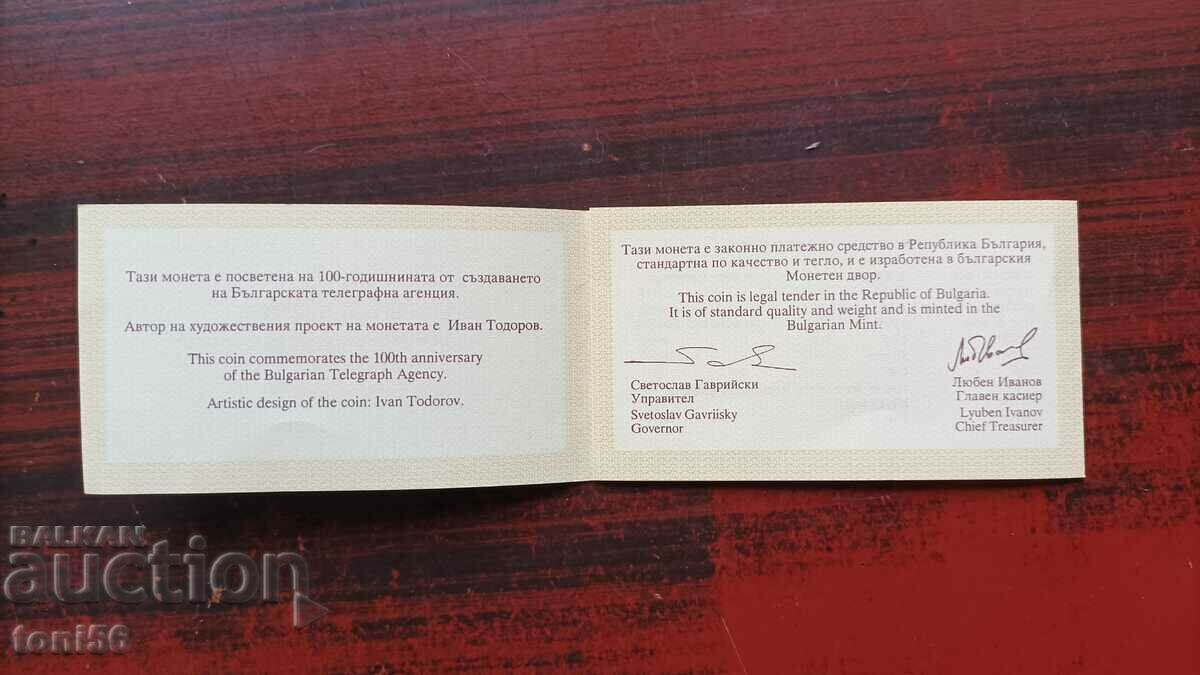 Тази монета е посветена на 100-годишнината от създаването
на Българската телеграфна агенция.
Автор на художествения проект на монетата е Иван Тодоров.
This coin commemorates the 100th anniversary
of the Bulgarian Telegraph Agency.
Artistic design of the coin: Ivan Todorov.
Тази монета е законно платежно средство в Република България,
стандартна по качество и тегло, и е изработена в българския
Монетен двор.
This coin is legal tender in the Republic of Bulgaria.
It is of standard quality and weight and is minted in the
Bulgarian Mint.
Светослав Гаврийски
Управител
Svetoslav Gavriisky
Governor
Любен Иванов
Главен касиер
Lyuben Ivanov
Chief Treasurer
BALKAN
auction
toni56